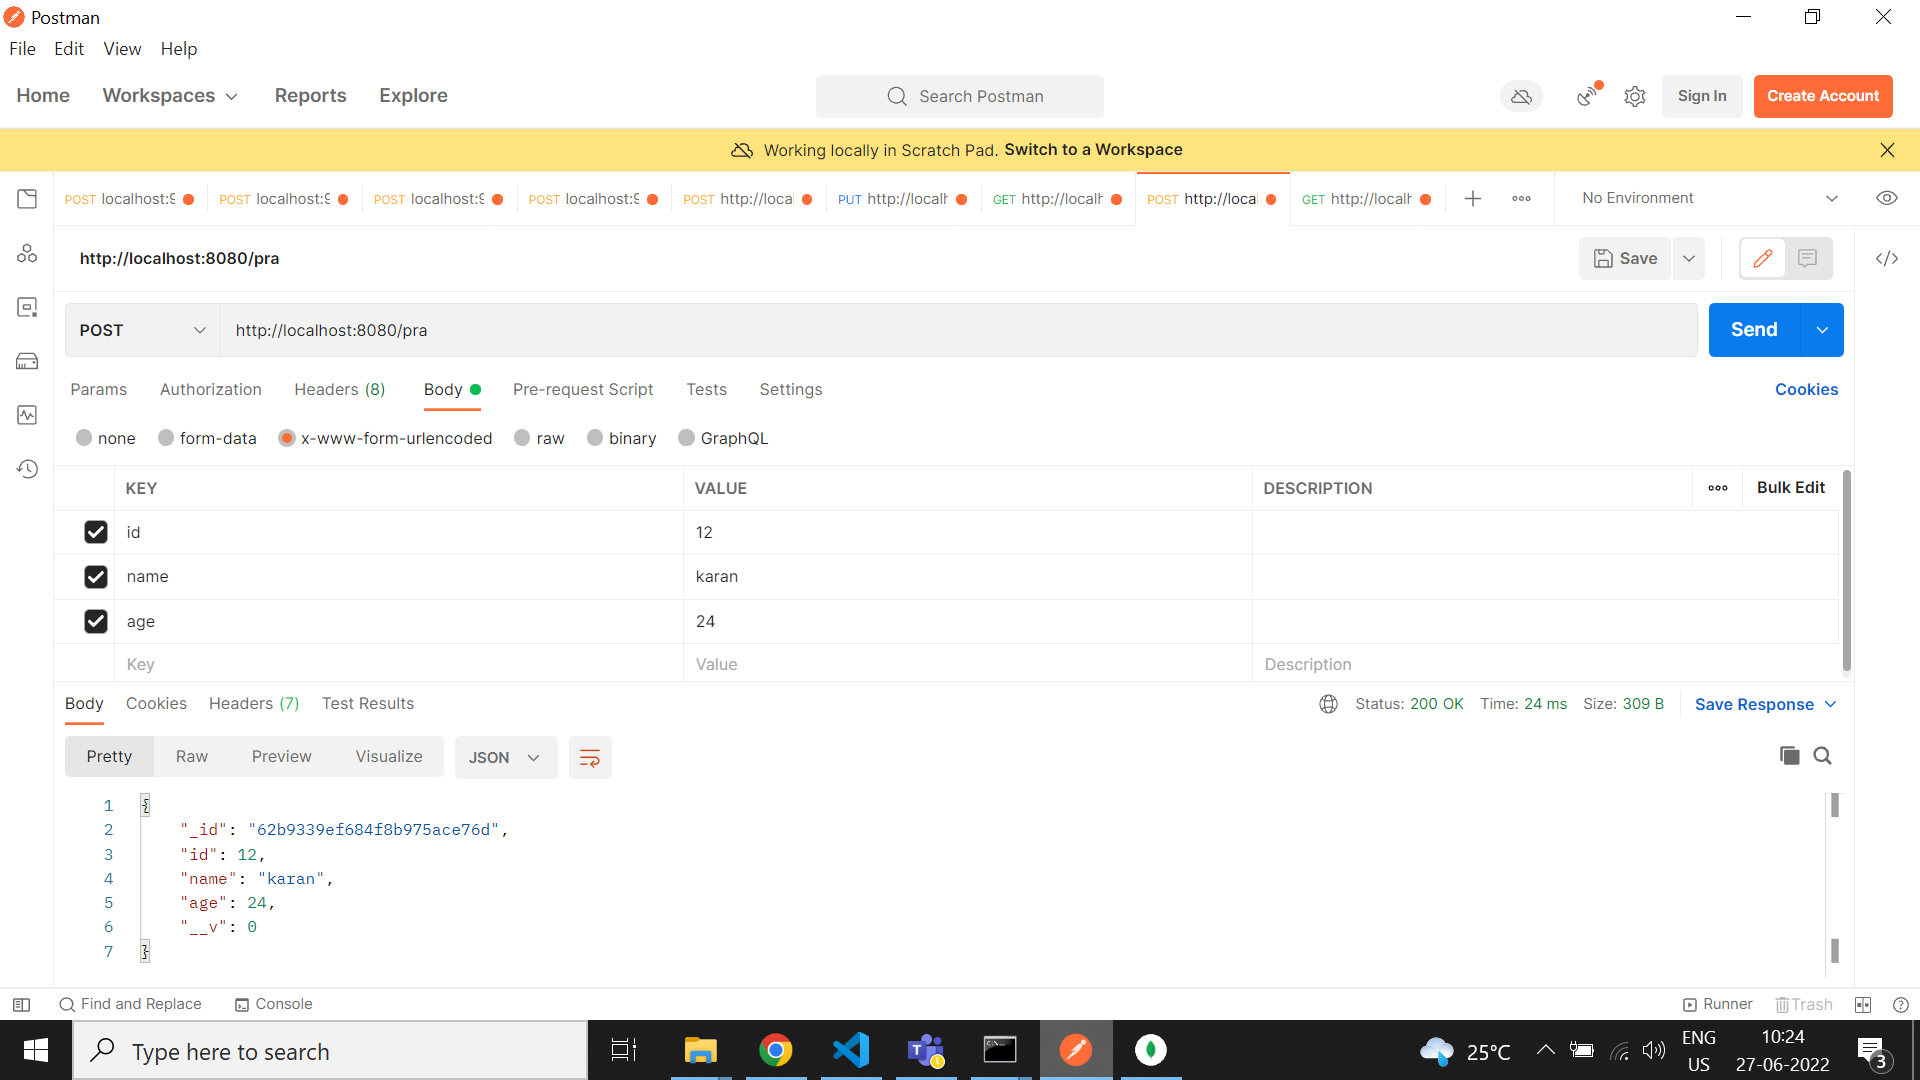 Postman
File Edit View Help
Home Workspaces Reports Explore Search Postman Sign In Create Account
Working locally in Scratch Pad. Switch to a Workspace
POST localhost:9 POST localhost:9 POST localhost:9 POST localhost:9 POST http://local PUT http://localh GET http://localh POST http://local GET http://localh No Environment
http://localhost:8080/pra Save
POST http://localhost:8080/pra Send
Params Authorization Headers (8) Body Pre-request Script Tests Settings Cookies
none form-data x-www-form-urlencoded raw binary GraphQL
KEY VALUE DESCRIPTION Bulk Edit
id 12
name karan
age 24
Key Value Description
Body Cookies Headers (7) Test Results Status: 200 OK Time: 24 ms Size: 309 B Save Response
Pretty Raw Preview Visualize JSON
1 {
2 "_id": "62b9339ef684f8b975ace76d",
3 "id": 12,
4 "name": "karan",
5 "age": 24,
6 "__v": 0
7 }
Find and Replace Console Runner Trash
Type here to search 25°C ENG US 10:24 27-06-2022 3